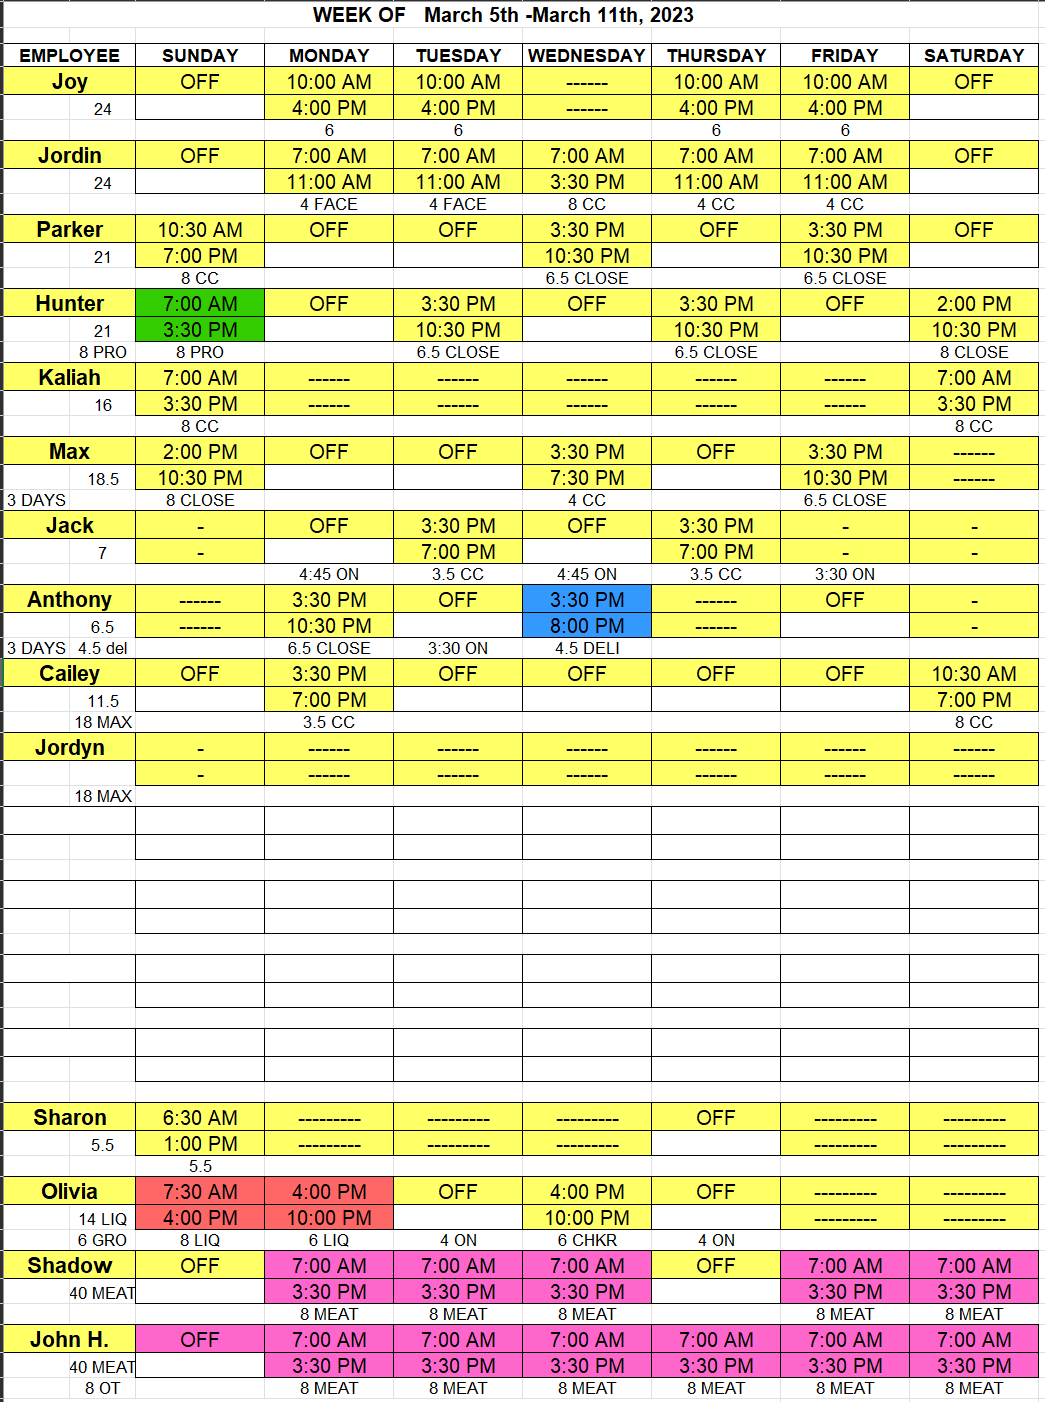 WEEK OF March 5th -March 11th, 2023
EMPLOYEE SUNDAY MONDAY TUESDAY WEDNESDAY THURSDAY FRIDAY SATURDAY
Joy OFF 10:00 AM 10:00 AM ------ 10:00 AM 10:00 AM OFF
24 4:00 PM 4:00 PM ------ 4:00 PM 4:00 PM
6 6 6 6
Jordin OFF 7:00 AM 7:00 AM 7:00 AM 7:00 AM 7:00 AM OFF
24 11:00 AM 11:00 AM 3:30 PM 11:00 AM 11:00 AM
4 FACE 4 FACE 8 CC 4 CC 4 CC
Parker 10:30 AM OFF OFF 3:30 PM OFF 3:30 PM OFF
21 7:00 PM 10:30 PM 10:30 PM
8 CC 6.5 CLOSE 6.5 CLOSE
Hunter 7:00 AM OFF 3:30 PM OFF 3:30 PM OFF 2:00 PM
21 3:30 PM 10:30 PM 10:30 PM 10:30 PM
8 PRO 8 PRO 6.5 CLOSE 6.5 CLOSE 8 CLOSE
Kaliah 7:00 AM ------ ------ ------ ------ ------ 7:00 AM
16 3:30 PM ------ ------ ------ ------ ------ 3:30 PM
8 CC 8 CC
Max 2:00 PM OFF OFF 3:30 PM OFF 3:30 PM ------
18.5 10:30 PM 7:30 PM 10:30 PM ------
3 DAYS 8 CLOSE 4 CC 6.5 CLOSE
Jack - OFF 3:30 PM OFF 3:30 PM - -
7 - 7:00 PM 7:00 PM - -
4:45 ON 3.5 CC 4:45 ON 3.5 CC 3:30 ON
Anthony ------ 3:30 PM OFF 3:30 PM ------ OFF -
6.5 ------ 10:30 PM 8:00 PM ------ -
3 DAYS 4.5 del 6.5 CLOSE 3:30 ON 4.5 DELI
Cailey OFF 3:30 PM OFF OFF OFF OFF 10:30 AM
11.5 7:00 PM 7:00 PM
18 MAX 3.5 CC 8 CC
Jordyn - ------ ------ ------ ------ ------ ------
- ------ ------ ------ ------ ------ ------
18 MAX
Sharon 6:30 AM --------- --------- --------- OFF --------- ---------
5.5 1:00 PM --------- --------- --------- --------- ---------
5.5
Olivia 7:30 AM 4:00 PM OFF 4:00 PM OFF --------- ---------
14 LIQ 4:00 PM 10:00 PM 10:00 PM --------- ---------
6 GRO 8 LIQ 6 LIQ 4 ON 6 CHKR 4 ON
Shadow OFF 7:00 AM 7:00 AM 7:00 AM OFF 7:00 AM 7:00 AM
40 MEAT 3:30 PM 3:30 PM 3:30 PM 3:30 PM 3:30 PM
8 MEAT 8 MEAT 8 MEAT 8 MEAT 8 MEAT
John H. OFF 7:00 AM 7:00 AM 7:00 AM 7:00 AM 7:00 AM 7:00 AM
40 MEAT 3:30 PM 3:30 PM 3:30 PM 3:30 PM 3:30 PM 3:30 PM
8 OT 8 MEAT 8 MEAT 8 MEAT 8 MEAT 8 MEAT 8 MEAT